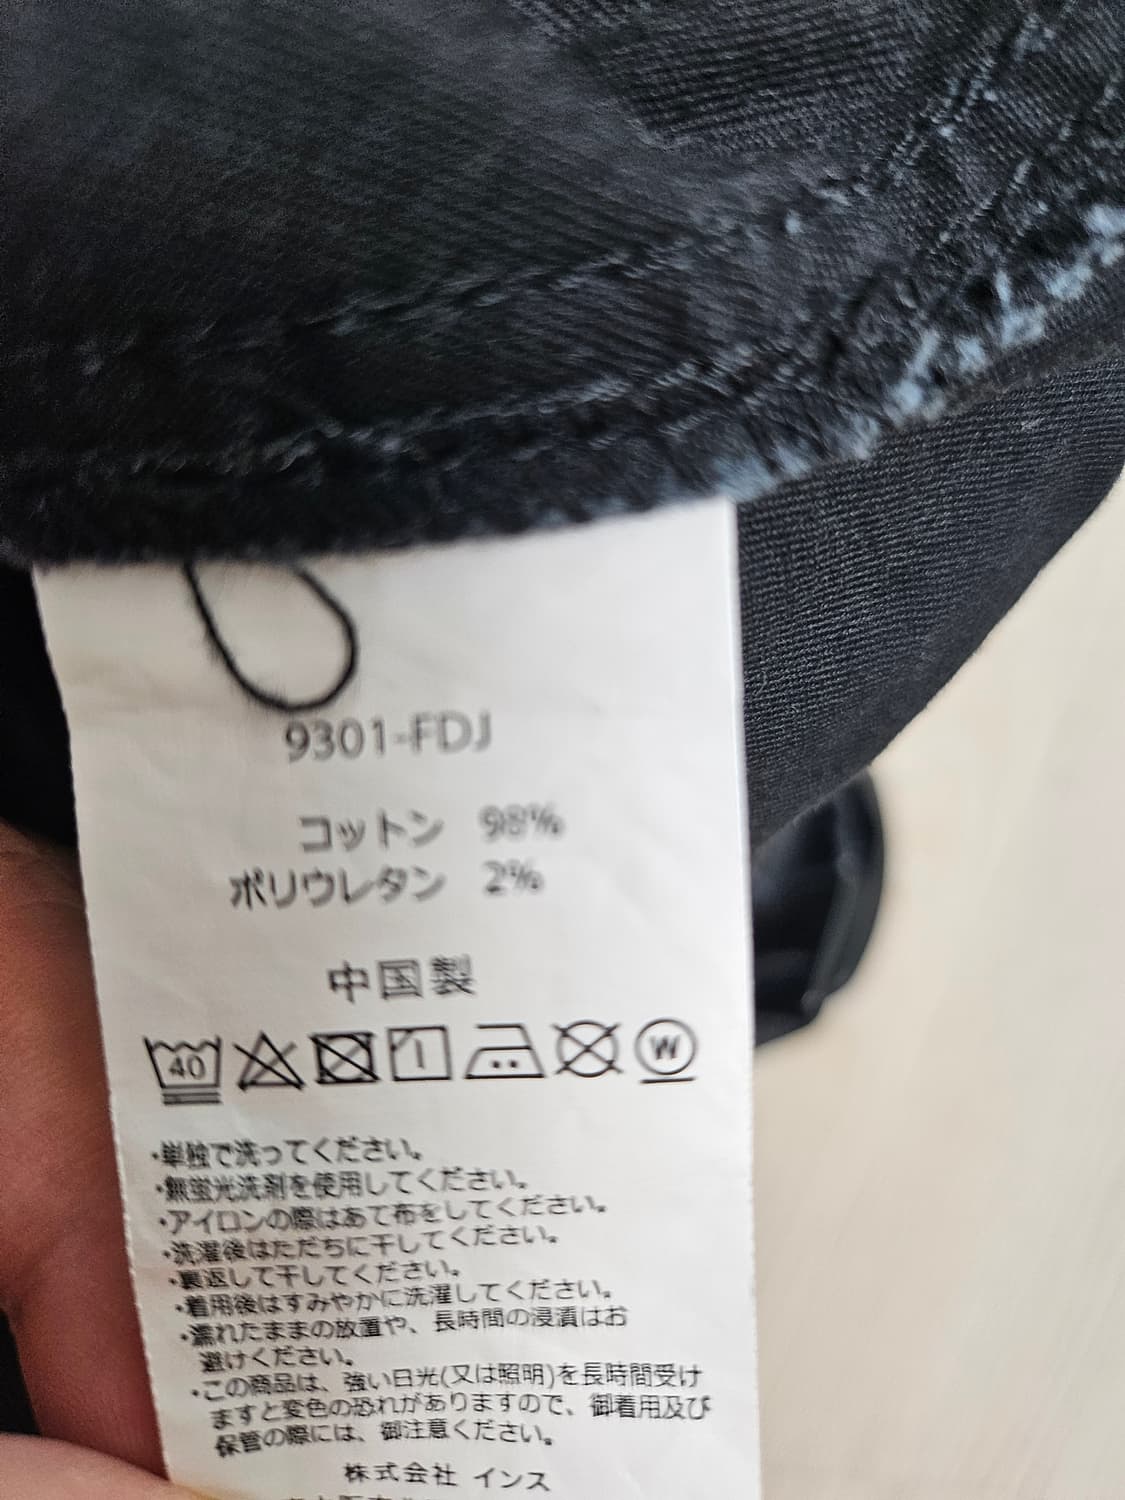 9301-FDJ
コットン 98%
ポリウレタン 2%
中国製
40
W
・単独で洗ってください。
・無蛍光洗剤を使用してください。
・アイロンの際はあて布をしてください。
・洗濯後はただちに干してください。
・裏返して干してください。
・着用後はすみやかに洗濯してください。
・濡れたままの放置や、長時間の浸漬はお
避けください。
・この商品は、強い日光(又は照明)を長時間受け
ますと変色の恐れがありますので、御着用及び
保管の際には、御注意ください。
株式会社 インス